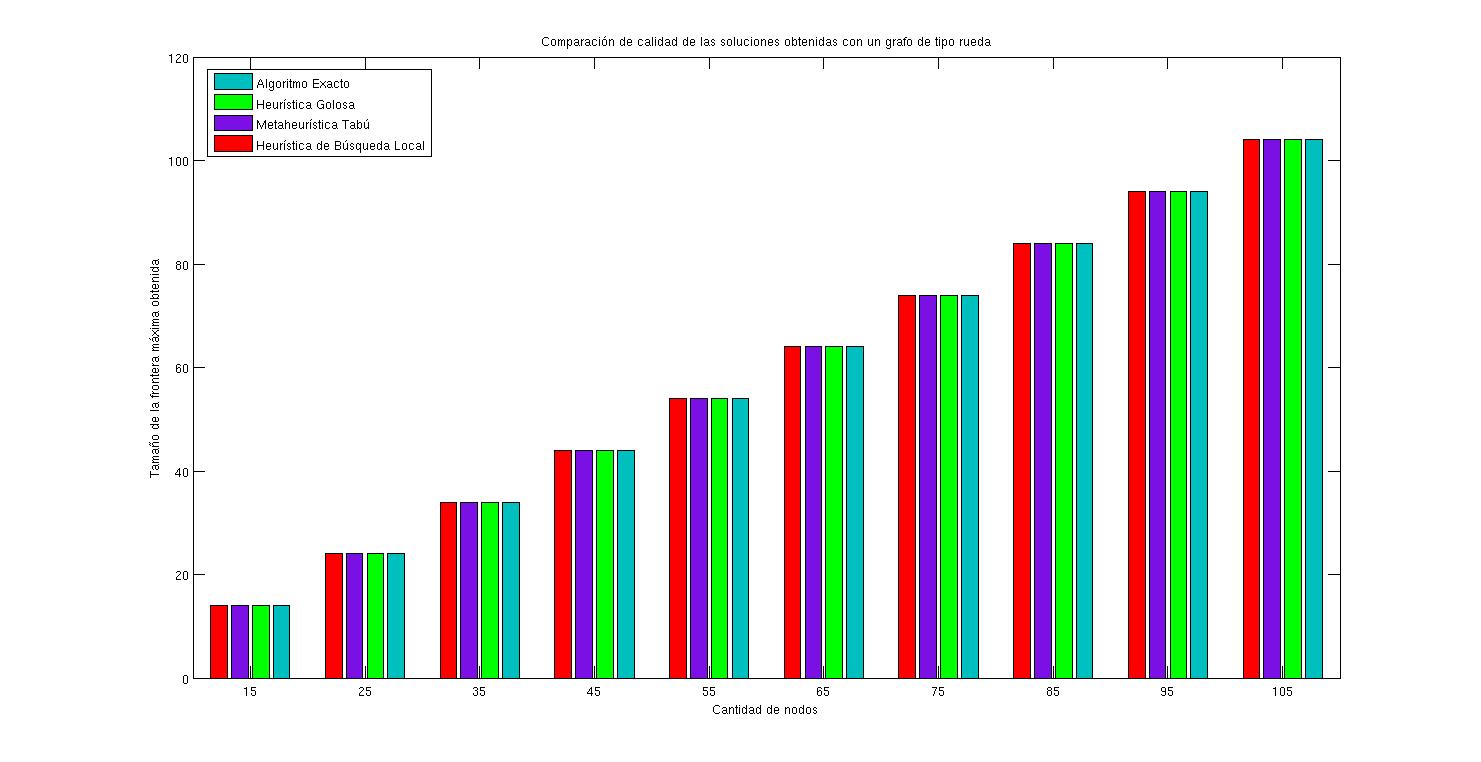 Comparación de calidad de las soluciones obtenidas con un grafo de tipo rueda
120
100
80
60
40
20
0
Tamaño de la frontera máxima obtenida
Algoritmo Exacto
Heurística Golosa
Metaheurística Tabú
Heurística de Búsqueda Local
15 25 35 45 55 65 75 85 95 105
Cantidad de nodos